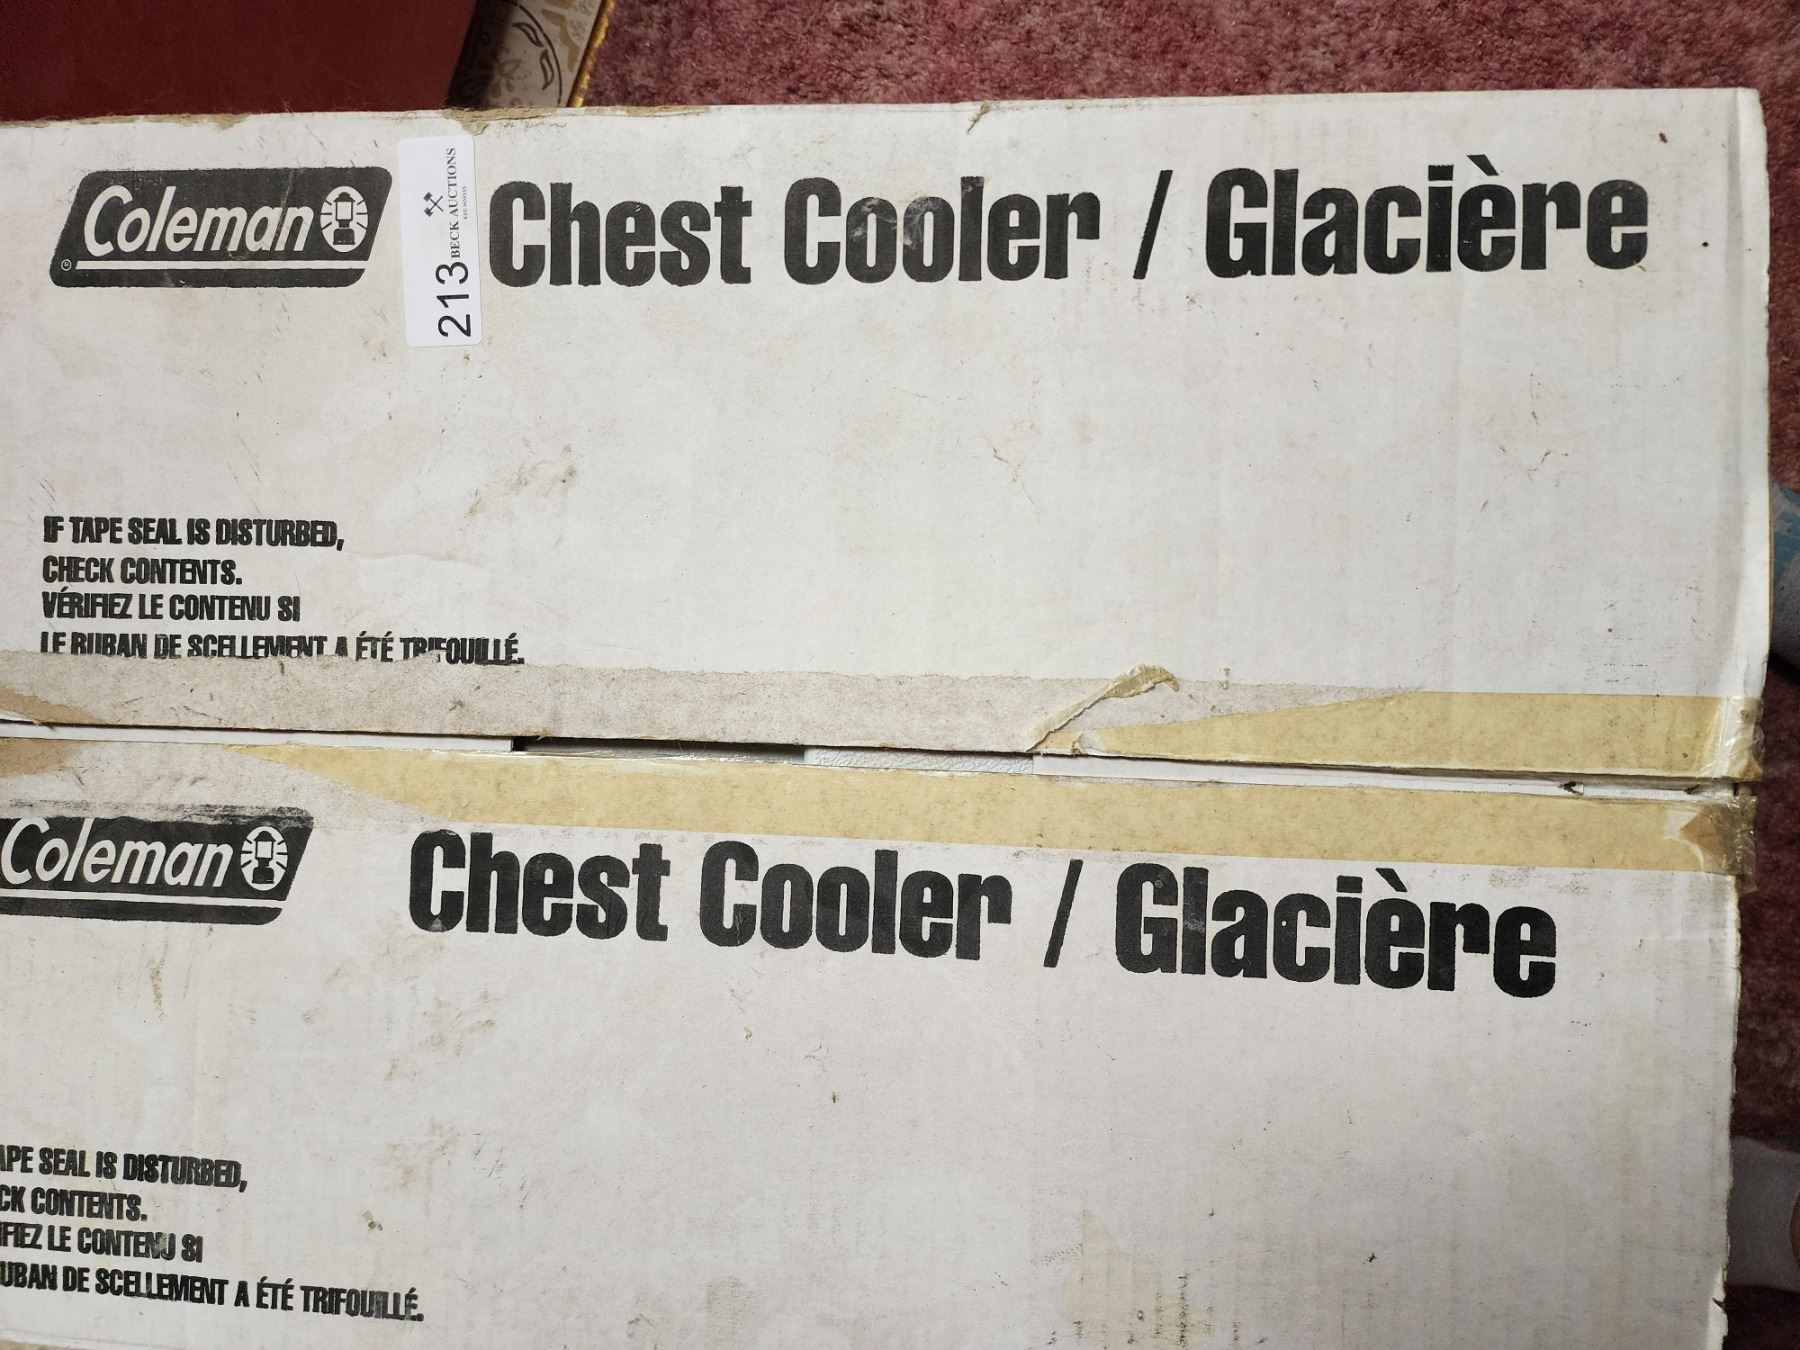 Coleman
Chest Cooler / Glacière
213 BECK AUCTIONS
IF TAPE SEAL IS DISTURBED,
CHECK CONTENTS.
VÉRIFIEZ LE CONTENU SI
LE RUBAN DE SCELLEMENT A ÉTÉ TRIFOUILLÉ.
Coleman
Chest Cooler / Glacière
APE SEAL IS DISTURBED,
CK CONTENTS.
IFIEZ LE CONTENU SI
UBAN DE SCELLEMENT A ÉTÉ TRIFOUILLÉ.